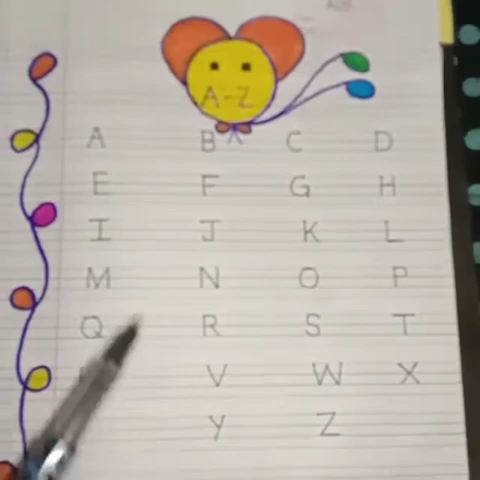 A-Z
A B C D
E F G H
I J K L
M N O P
Q R S T
V W X
Y Z